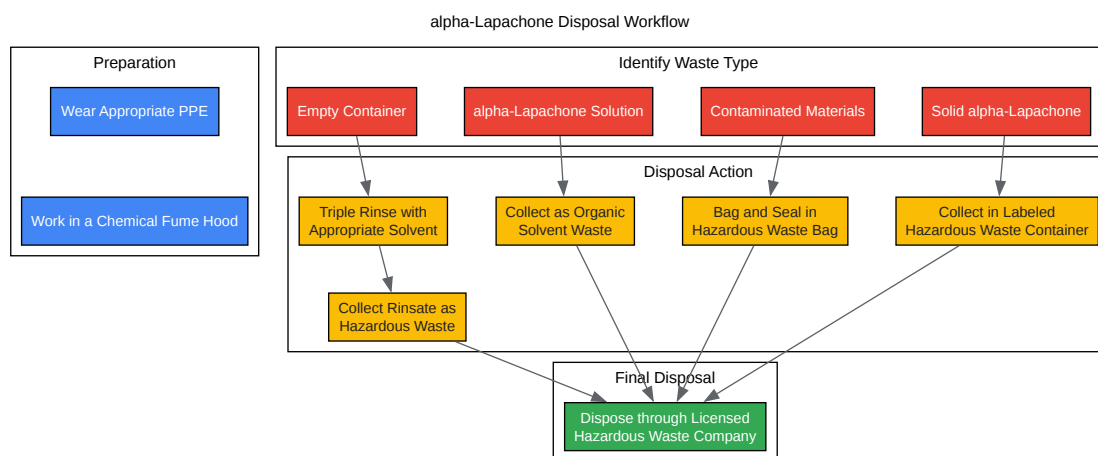 alpha-Lapachone Disposal Workflow
Preparation
Wear Appropriate PPE
Work in a Chemical Fume Hood
Identify Waste Type
Empty Container
alpha-Lapachone Solution
Contaminated Materials
Solid alpha-Lapachone
Disposal Action
Triple Rinse with
Appropriate Solvent
Collect as Organic
Solvent Waste
Bag and Seal in
Hazardous Waste Bag
Collect in Labeled
Hazardous Waste Container
Collect Rinsate as
Hazardous Waste
Final Disposal
Dispose through Licensed
Hazardous Waste Company